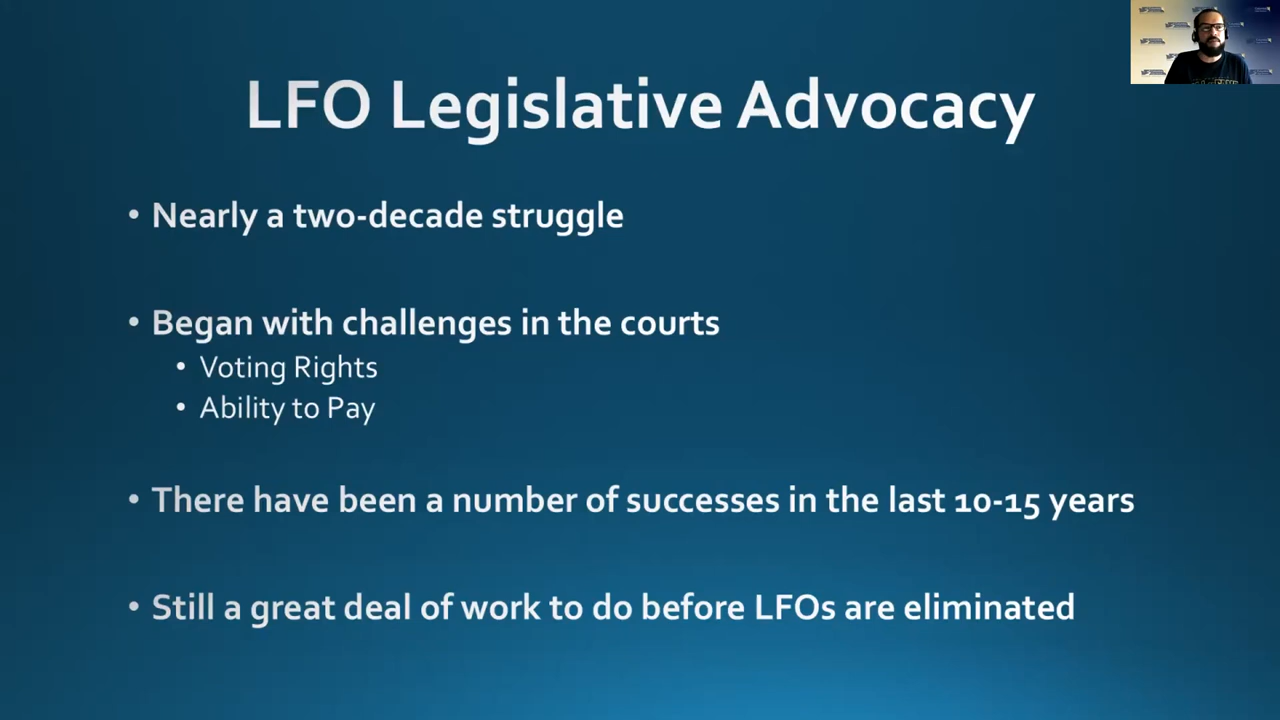 LFO Legislative Advocacy
• Nearly a two-decade struggle
• Began with challenges in the courts
• Voting Rights
• Ability to Pay
• There have been a number of successes in the last 10-15 years
• Still a great deal of work to do before LFOs are eliminated